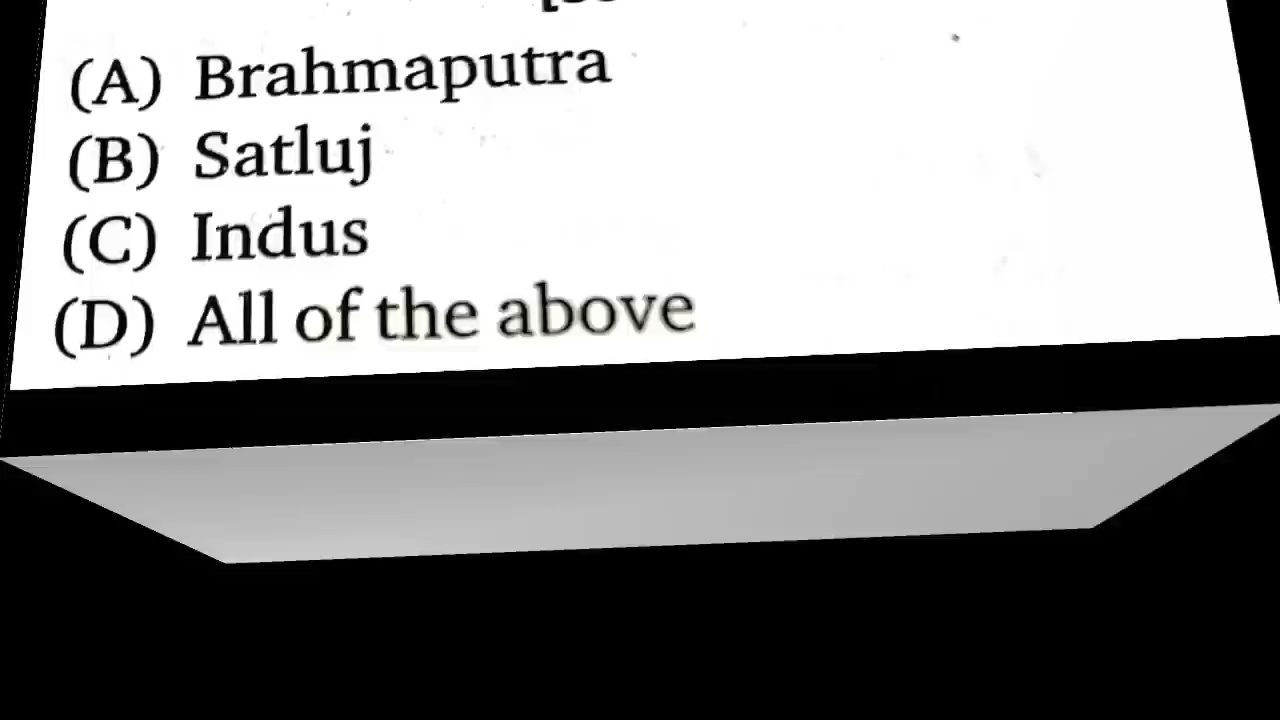 (A) Brahmaputra
(B) Satluj
(C) Indus
(D) All of the above